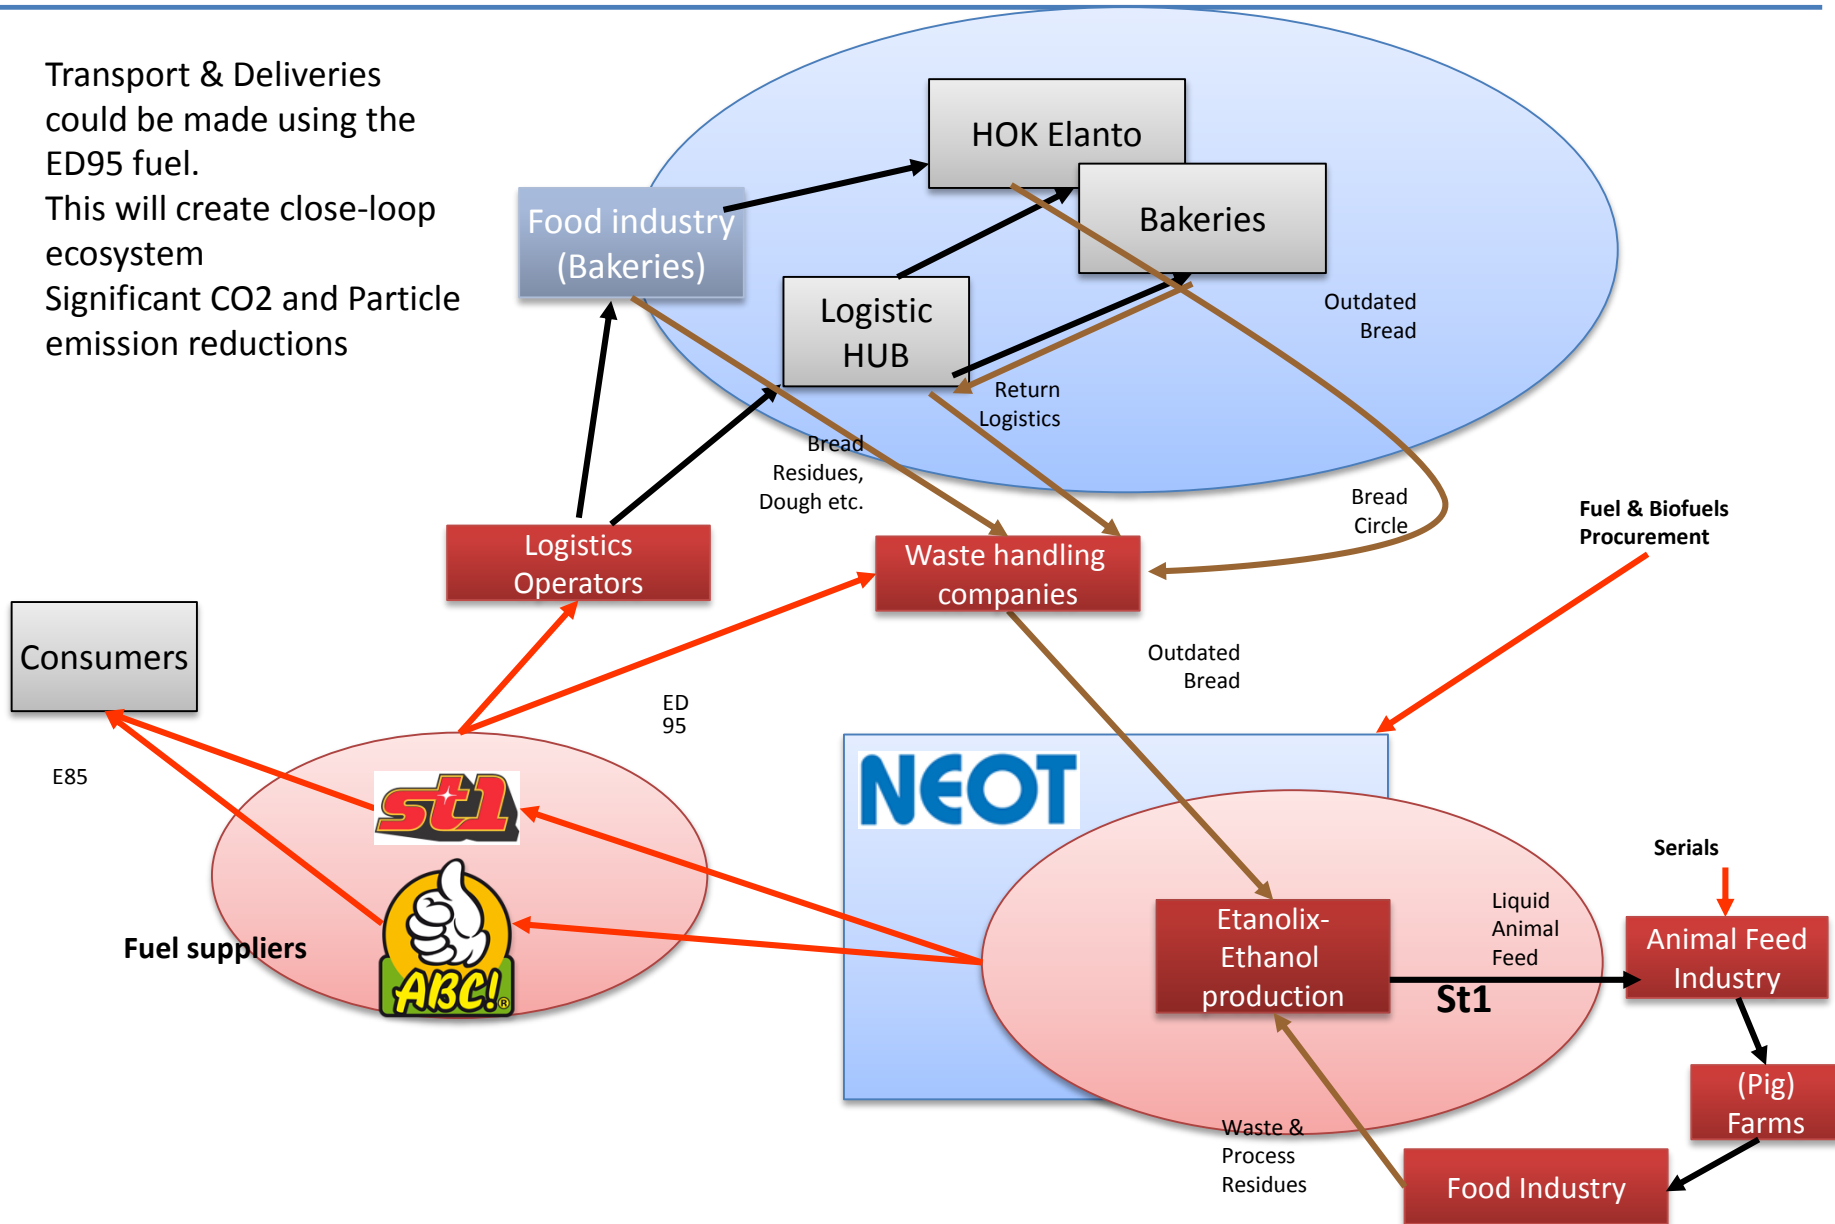 Transport & Deliveries
could be made using the
ED95 fuel.
This will create close-loop
ecosystem
Significant CO2 and Particle
emission reductions
HOK Elanto
Bakeries
Food industry
(Bakeries)
Logistic
HUB
Outdated
Bread
Return
Logistics
Bread
Residues,
Dough etc.
Bread
Circle
Fuel & Biofuels
Procurement
Logistics
Operators
Waste handling
companies
Consumers
Outdated
Bread
ED
95
E85
st1
NEOT
Serials
Fuel suppliers
ABC!®
Etanolix-
Ethanol
production
Liquid
Animal
Feed
St1
Animal Feed
Industry
(Pig)
Farms
Waste &
Process
Residues
Food Industry